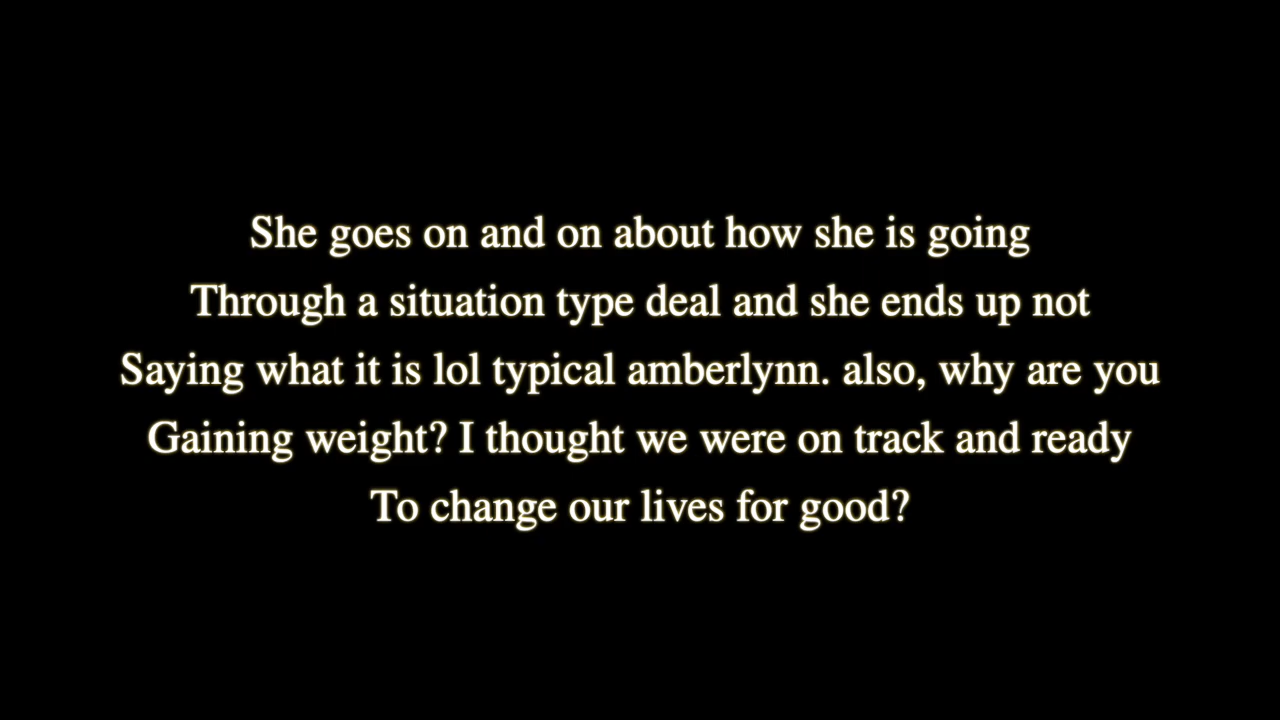 She goes on and on about how she is going
Through a situation type deal and she ends up not
Saying what it is lol typical amberlynn. also, why are you
Gaining weight? I thought we were on track and ready
To change our lives for good?